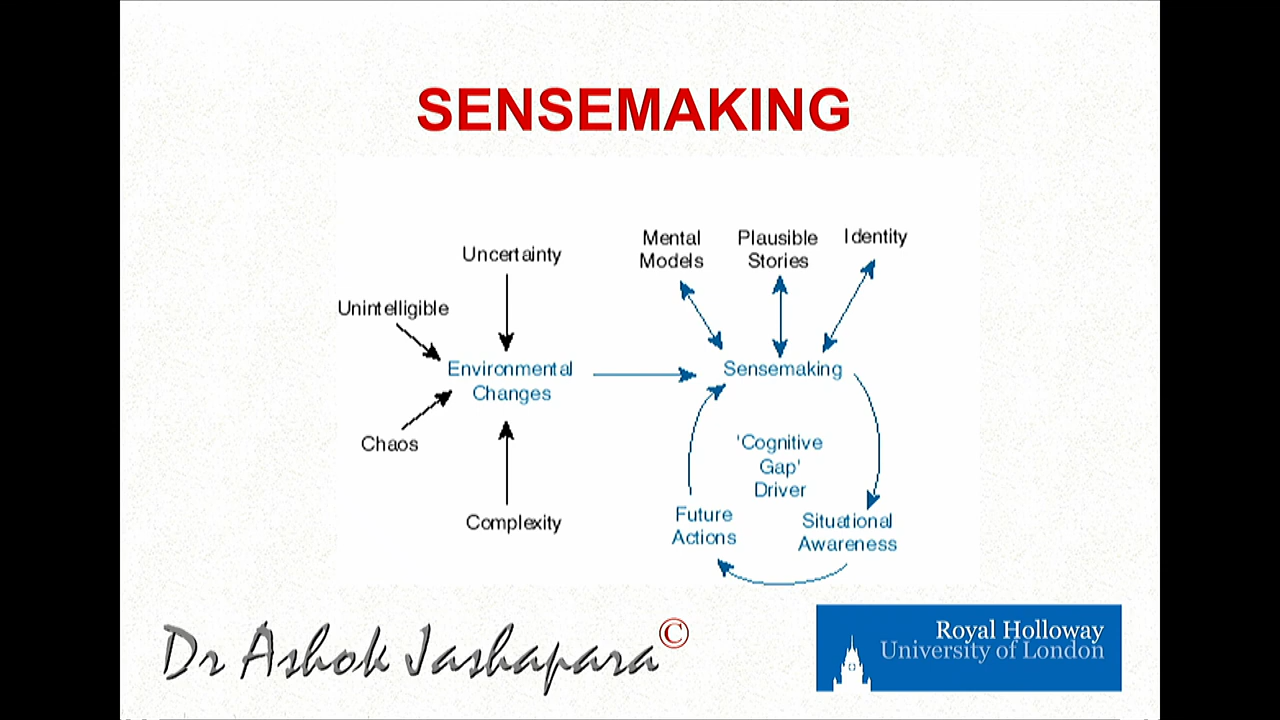 SENSEMAKING
Uncertainty
Unintelligible
Environmental
Changes
Chaos
Complexity
Mental
Models
Plausible
Stories
Identity
Sensemaking
'Cognitive
Gap'
Driver
Future
Actions
Situational
Awareness
Dr Ashok Jashapara©
Royal Holloway
University of London